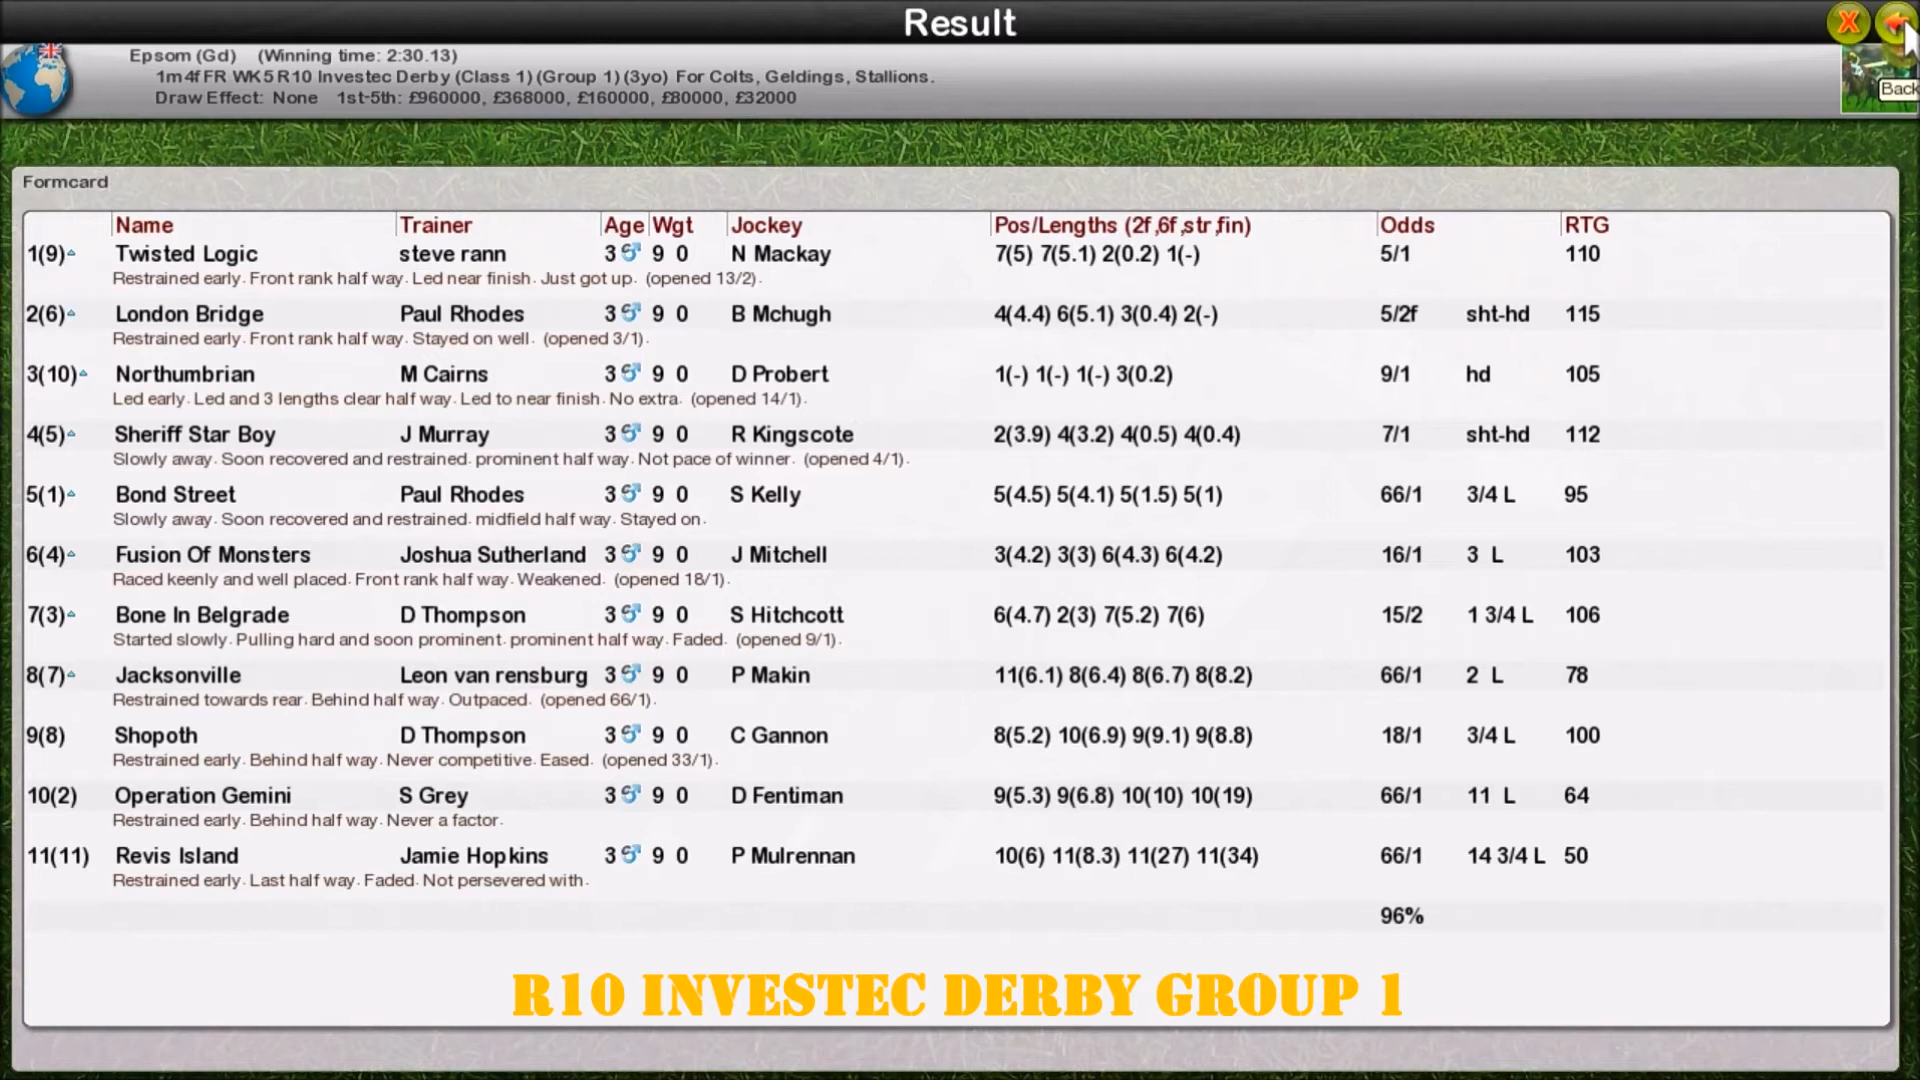 Result
Epsom (Gd) (Winning time: 2:30.13)
1m4f FR WK5 R10 Investec Derby (Class 1) (Group 1) (3yo) For Colts, Geldings, Stallions.
Draw Effect: None 1st-5th: £960000, £368000, £160000, £80000, £32000
Back
Formcard
Name Trainer Age Wgt Jockey Pos/Lengths (2f,6f,str,fin) Odds RTG
1(9) Twisted Logic steve rann 3 9 0 N Mackay 7(5) 7(5.1) 2(0.2) 1(-) 5/1 110
Restrained early. Front rank half way. Led near finish. Just got up. (opened 13/2).
2(6) London Bridge Paul Rhodes 3 9 0 B Mchugh 4(4.4) 6(5.1) 3(0.4) 2(-) 5/2f sht-hd 115
Restrained early. Front rank half way. Stayed on well. (opened 3/1).
3(10) Northumbrian M Cairns 3 9 0 D Probert 1(-) 1(-) 1(-) 3(0.2) 9/1 hd 105
Led early. Led and 3 lengths clear half way. Led to near finish. No extra. (opened 14/1).
4(5) Sheriff Star Boy J Murray 3 9 0 R Kingscote 2(3.9) 4(3.2) 4(0.5) 4(0.4) 7/1 sht-hd 112
Slowly away. Soon recovered and restrained. prominent half way. Not pace of winner. (opened 4/1).
5(1) Bond Street Paul Rhodes 3 9 0 S Kelly 5(4.5) 5(4.1) 5(1.5) 5(1) 66/1 3/4 L 95
Slowly away. Soon recovered and restrained. midfield half way. Stayed on.
6(4) Fusion Of Monsters Joshua Sutherland 3 9 0 J Mitchell 3(4.2) 3(3) 6(4.3) 6(4.2) 16/1 3 L 103
Raced keenly and well placed. Front rank half way. Weakened. (opened 18/1).
7(3) Bone In Belgrade D Thompson 3 9 0 S Hitchcott 6(4.7) 2(3) 7(5.2) 7(6) 15/2 1 3/4 L 106
Started slowly. Pulling hard and soon prominent. prominent half way. Faded. (opened 9/1).
8(7) Jacksonville Leon van rensburg 3 9 0 P Makin 11(6.1) 8(6.4) 8(6.7) 8(8.2) 66/1 2 L 78
Restrained towards rear. Behind half way. Outpaced. (opened 66/1).
9(8) Shopoth D Thompson 3 9 0 C Gannon 8(5.2) 10(6.9) 9(9.1) 9(8.8) 18/1 3/4 L 100
Restrained early. Behind half way. Never competitive. Eased. (opened 33/1).
10(2) Operation Gemini S Grey 3 9 0 D Fentiman 9(5.3) 9(6.8) 10(10) 10(19) 66/1 11 L 64
Restrained early. Behind half way. Never a factor.
11(11) Revis Island Jamie Hopkins 3 9 0 P Mulrennan 10(6) 11(8.3) 11(27) 11(34) 66/1 14 3/4 L 50
Restrained early. Last half way. Faded. Not persevered with.
96%
R10 INVESTEC DERBY GROUP 1